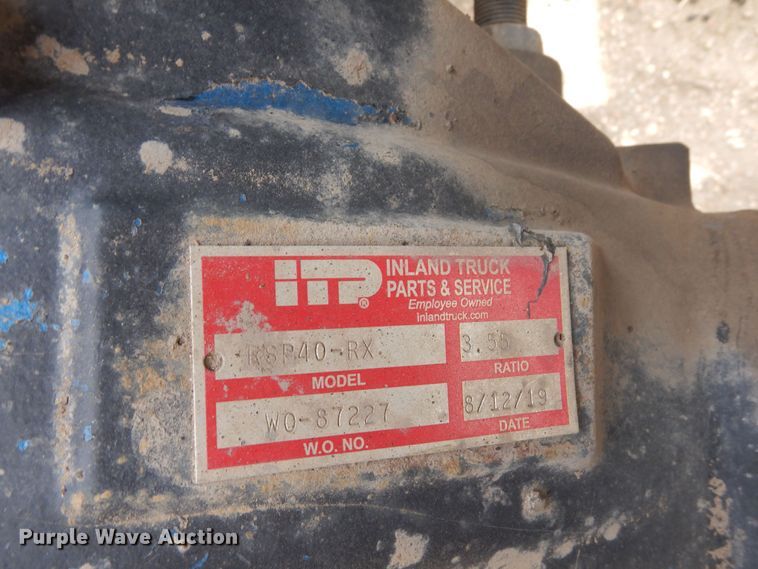 ITP®
INLAND TRUCK
PARTS & SERVICE
Employee Owned
inlandtruck.com
RSP40-RX
MODEL
3.55
RATIO
WO-87227
W.O. NO.
8/12/19
DATE
Purple Wave Auction